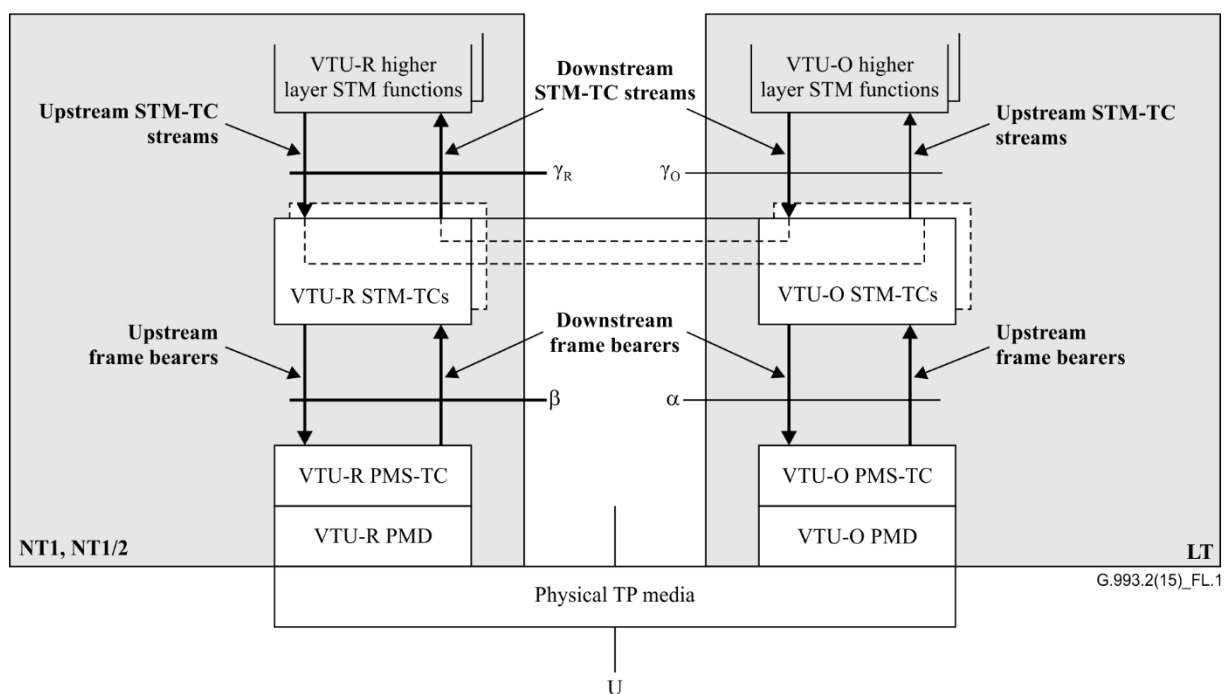 VTU-R higher
layer STM functions
Downstream
STM-TC streams
VTU-O higher
layer STM functions
Upstream STM-TC
streams
Upstream STM-TC
streams
γR
γO
VTU-R STM-TCs
VTU-O STM-TCs
Upstream
frame bearers
Downstream
frame bearers
Upstream
frame bearers
β
α
VTU-R PMS-TC
VTU-O PMS-TC
VTU-R PMD
VTU-O PMD
NT1, NT1/2
LT
G.993.2(15)_FL.1
Physical TP media
U